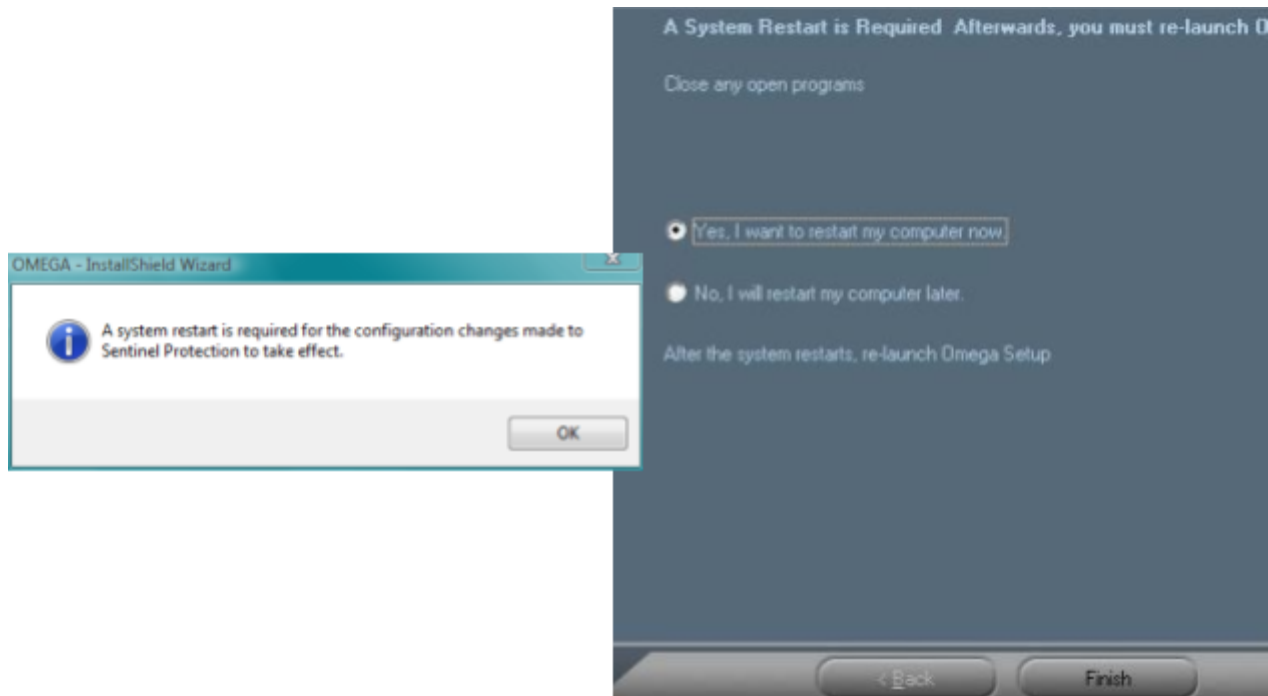 OMEGA - InstallShield Wizard
A system restart is required for the configuration changes made to
Sentinel Protection to take effect.
OK
A System Restart is Required Afterwards, you must re-launch O
Close any open programs
Yes, I want to restart my computer now.
No, I will restart my computer later.
After the system restarts, re-launch Omega Setup
< Back
Finish